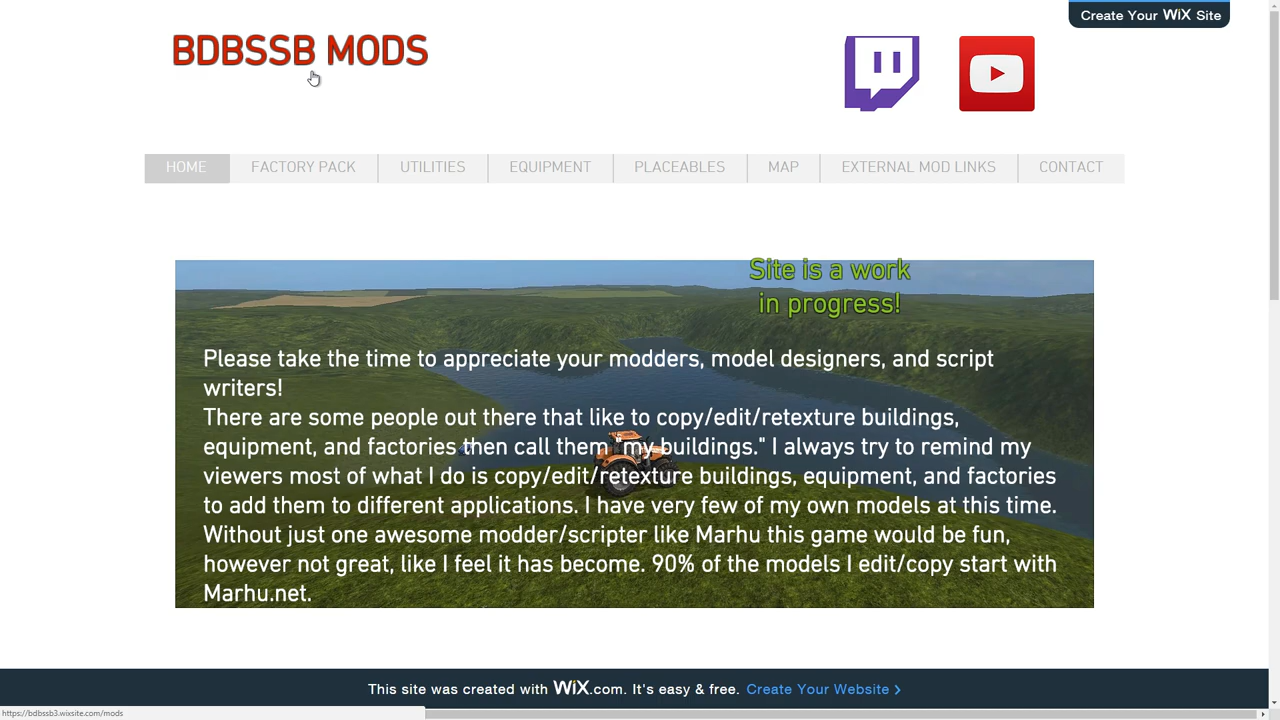 Create Your WiX Site
BDBSSB MODS
HOME
FACTORY PACK
UTILITIES
EQUIPMENT
PLACEABLES
MAP
EXTERNAL MOD LINKS
CONTACT
Site is a work
in progress!
Please take the time to appreciate your modders, model designers, and script
writers!
There are some people out there that like to copy/edit/retexture buildings,
equipment, and factories then call them "my buildings." I always try to remind my
viewers most of what I do is copy/edit/retexture buildings, equipment, and factories
to add them to different applications. I have very few of my own models at this time.
Without just one awesome modder/scripter like Marhu this game would be fun,
however not great, like I feel it has become. 90% of the models I edit/copy start with
Marhu.net.
This site was created with WiX.com. It's easy & free. Create Your Website >
https://bdbssb3.wixsite.com/mods